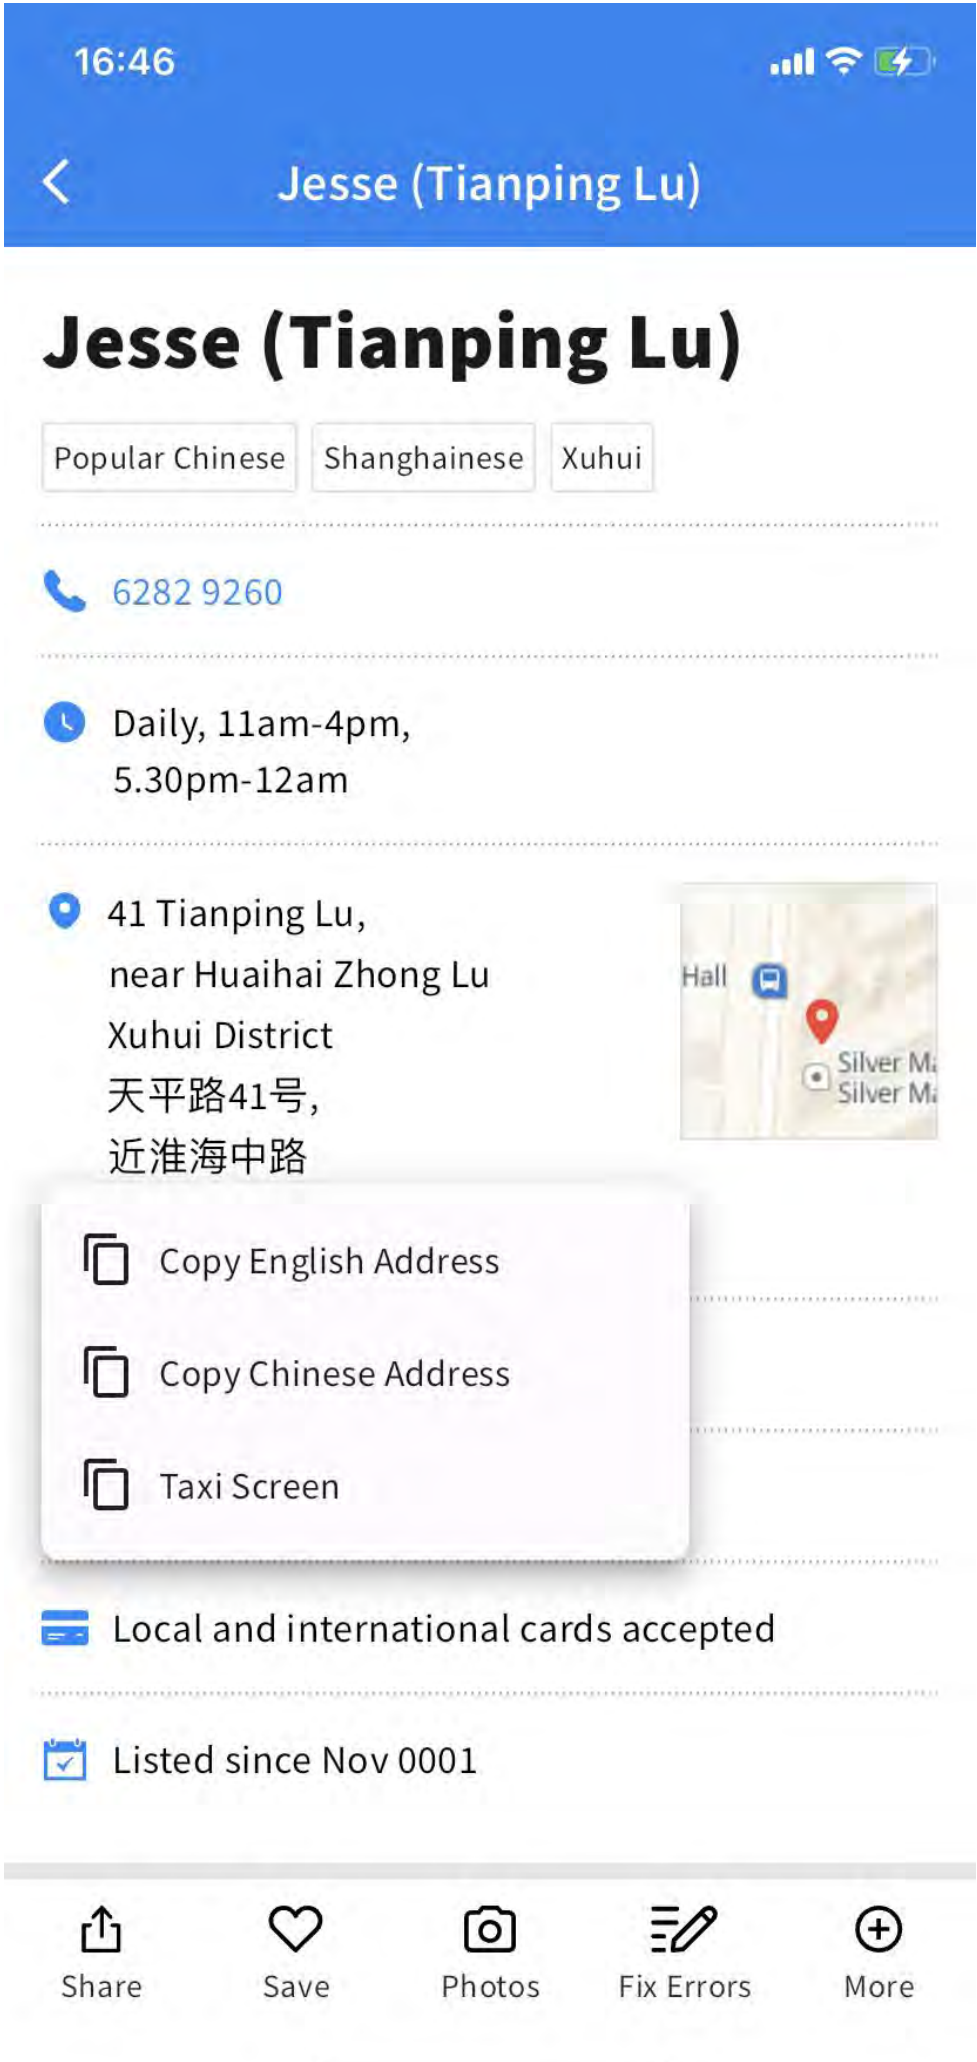 16:46
Jesse (Tianping Lu)
Jesse (Tianping Lu)
Popular Chinese
Shanghainese
Xuhui
6282 9260
Daily, 11am-4pm,
5.30pm-12am
41 Tianping Lu,
near Huaihai Zhong Lu
Xuhui District
天平路41号,
近淮海中路
Hall
Silver
Silver
Copy English Address
Copy Chinese Address
Taxi Screen
Local and international cards accepted
Listed since Nov 0001
Share
Save
Photos
Fix Errors
More